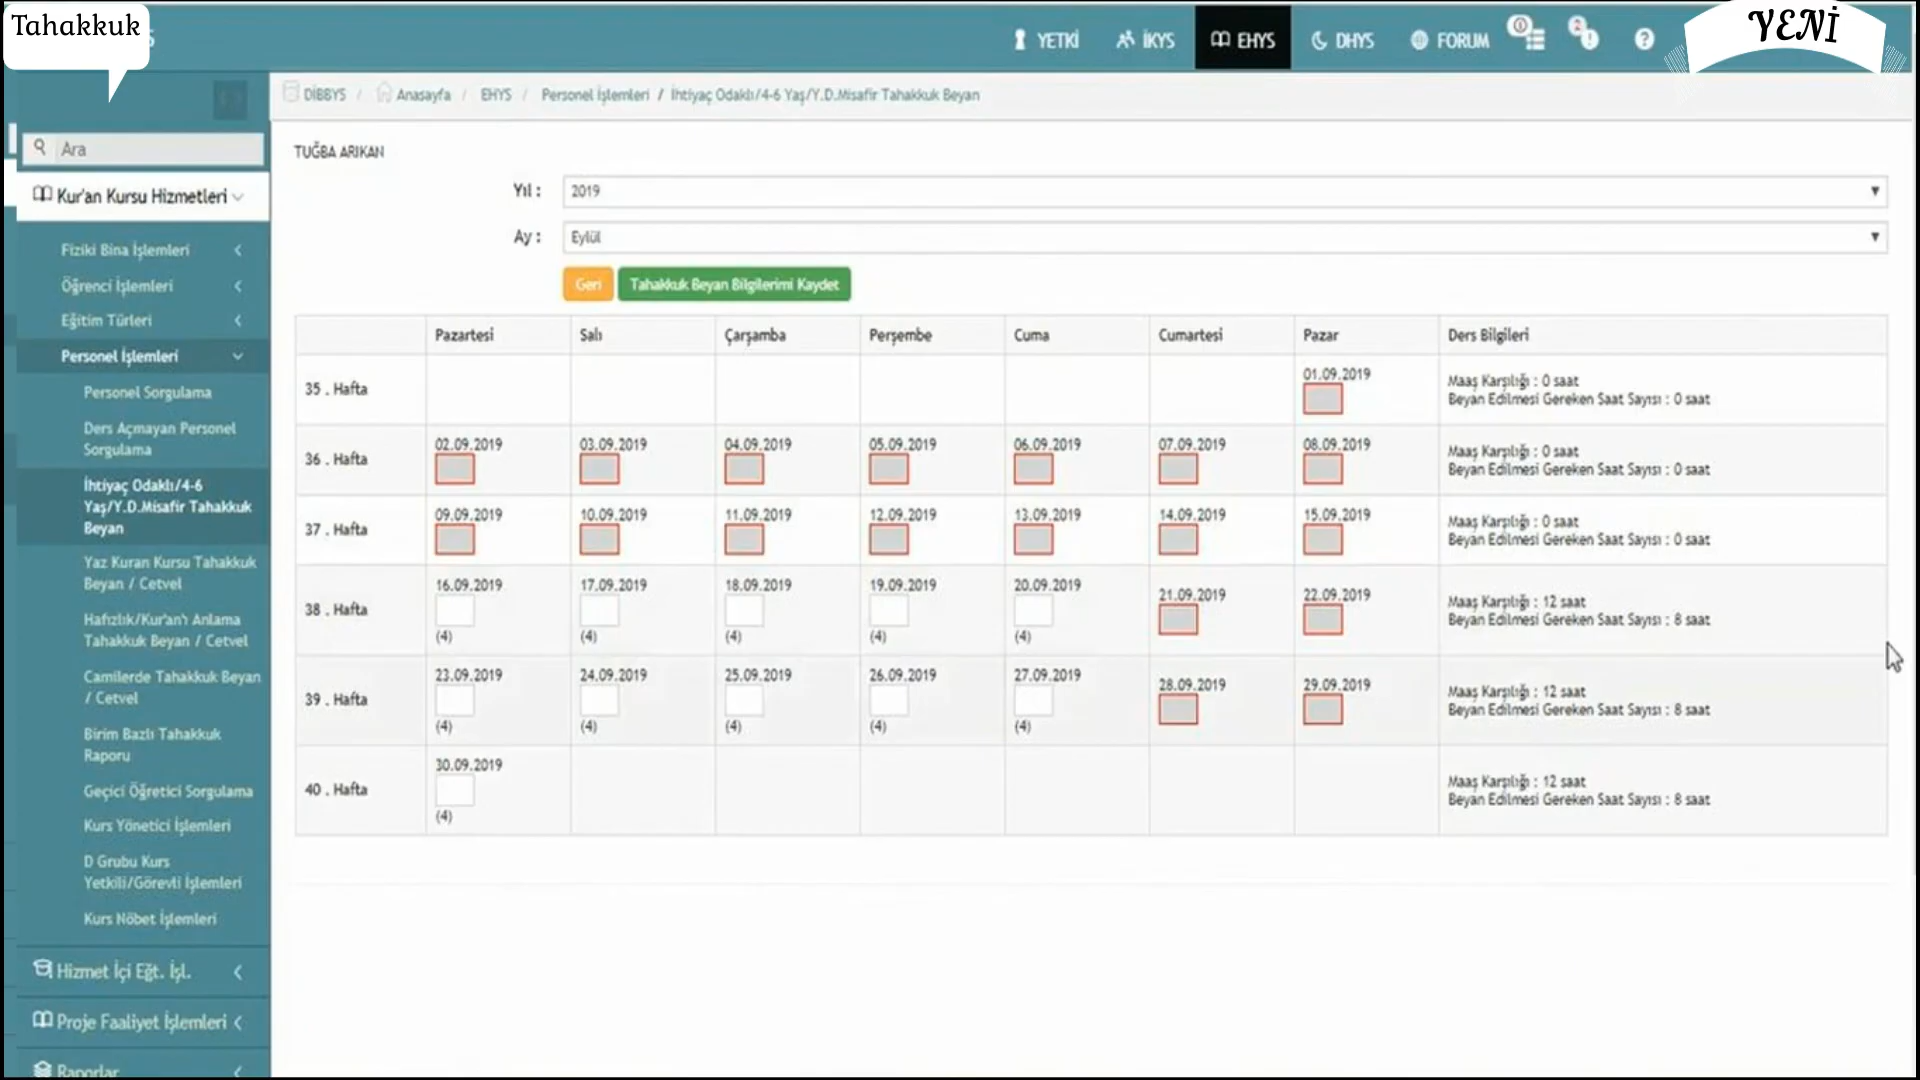 Tahakkuk
S
YETKİ
İKYS
EHYS
DHYS
FORUM
YENİ
DİBBYS / Anasayfa / EHYS / Personel İşlemleri / İhtiyaç Odaklı/4-6 Yaş/Y.D.Misafir Tahakkuk Beyan
Ara
Kur'an Kursu Hizmetleri
Fiziki Bina İşlemleri
Öğrenci İşlemleri
Eğitim Türleri
Personel İşlemleri
Personel Sorgulama
Ders Açmayan Personel
Sorgulama
İhtiyaç Odaklı/4-6
Yaş/Y.D.Misafir Tahakkuk
Beyan
Yaz Kuran Kursu Tahakkuk
Beyan / Cetvel
Hafızlık/Kur'an'ı Anlama
Tahakkuk Beyan / Cetvel
Camilerde Tahakkuk Beyan
/ Cetvel
Birim Bazlı Tahakkuk
Raporu
Geçici Öğretici Sorgulama
Kurs Yönetici İşlemleri
D Grubu Kurs
Yetkili/Görevli İşlemleri
Kurs Nöbet İşlemleri
Hizmet İçi Eğt. İşl.
Proje Faaliyet İşlemleri
Raporlar
TUĞBA ARIKAN
Yıl : 2019
Ay : Eylül
Geri Tahakkuk Beyan Bilgilerimi Kaydet
Pazartesi Salı Çarşamba Perşembe Cuma Cumartesi Pazar Ders Bilgileri
35 . Hafta 01.09.2019 Maaş Karşılığı : 0 saat
Beyan Edilmesi Gereken Saat Sayısı : 0 saat
36 . Hafta 02.09.2019 03.09.2019 04.09.2019 05.09.2019 06.09.2019 07.09.2019 08.09.2019 Maaş Karşılığı : 0 saat
Beyan Edilmesi Gereken Saat Sayısı : 0 saat
37 . Hafta 09.09.2019 10.09.2019 11.09.2019 12.09.2019 13.09.2019 14.09.2019 15.09.2019 Maaş Karşılığı : 0 saat
Beyan Edilmesi Gereken Saat Sayısı : 0 saat
38 . Hafta 16.09.2019 17.09.2019 18.09.2019 19.09.2019 20.09.2019 21.09.2019 22.09.2019 Maaş Karşılığı : 12 saat
Beyan Edilmesi Gereken Saat Sayısı : 8 saat
(4) (4) (4) (4) (4)
39 . Hafta 23.09.2019 24.09.2019 25.09.2019 26.09.2019 27.09.2019 28.09.2019 29.09.2019 Maaş Karşılığı : 12 saat
Beyan Edilmesi Gereken Saat Sayısı : 8 saat
(4) (4) (4) (4) (4)
40 . Hafta 30.09.2019 Maaş Karşılığı : 12 saat
Beyan Edilmesi Gereken Saat Sayısı : 8 saat
(4)